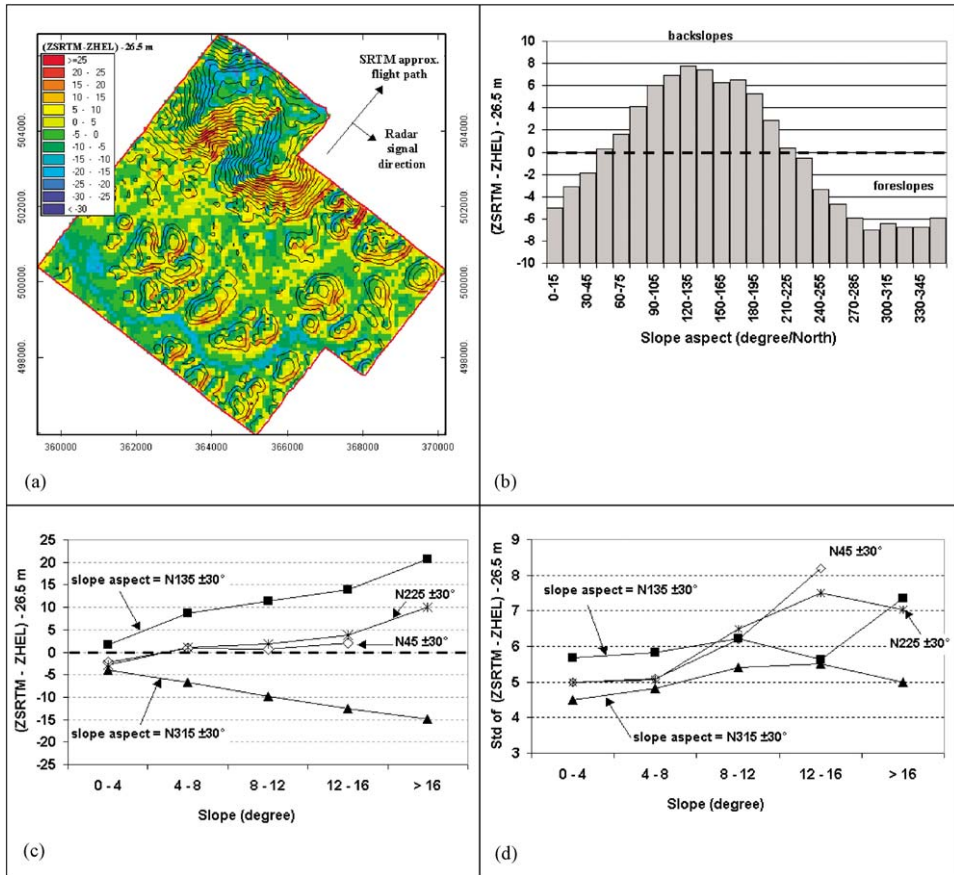 (ZSRTM-ZHEL) - 26.5 m
>=25
20 - 25
15 - 20
10 - 15
5 - 10
0 - 5
-5 - 0
-10 - -5
-15 - -10
-20 - -15
-25 - -20
-30 - -25
< -30
SRTM approx.
flight path
Radar
signal
direction
504000.
502000.
500000.
498000.
504000.
502000.
500000.
498000.
360000 362000 364000 366000 368000 370000
(a)
(ZSRTM - ZHEL) - 26.5 m
10
8
6
4
2
0
-2
-4
-6
-8
-10
backslopes
foreslopes
0-15
30-45
60-75
90-105
120-135
150-165
180-195
210-225
240-255
270-285
300-315
330-345
Slope aspect (degree/North)
(b)
(ZSRTM - ZHEL) - 26.5 m
25
20
15
10
5
0
-5
-10
-15
-20
-25
slope aspect = N135 ±30°
N225 ±30°
N45 ±30°
slope aspect = N315 ±30°
0 - 4 4 - 8 8 - 12 12 - 16 > 16
Slope (degree)
(c)
Std of (ZSRTM - ZHEL) - 26.5 m
9
8
7
6
5
4
3
N45 ±30°
slope aspect = N135 ±30°
N225 ±30°
slope aspect = N315 ±30°
0 - 4 4 - 8 8 - 12 12 - 16 > 16
Slope (degree)
(d)